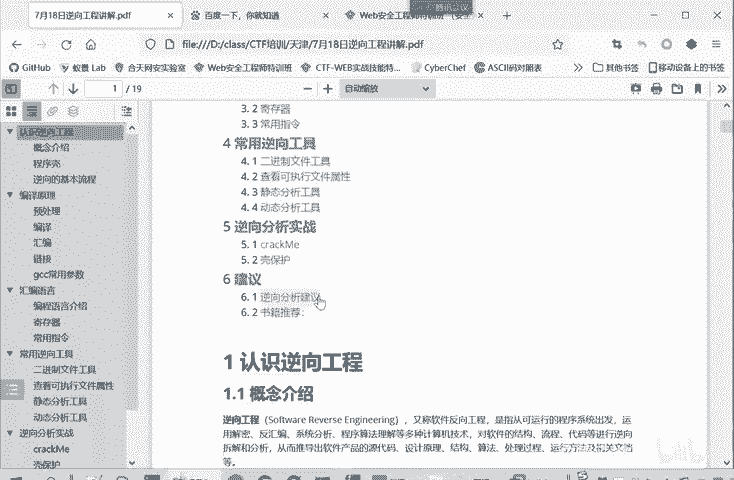 7月18日逆向工程讲解.pdf
百度一下，你就知道
Web安全工程师特训班
腾讯会议
file:///D:/class/CTF培训/天津/7月18日逆向工程讲解.pdf
GitHub
蚁景 Lab
合天网安实验室
Web安全工程师特训班
CTF-WEB实战技能特...
CyberChef
ASCII码对照表
其他书签
移动设备上的书签
1 / 19
自动缩放
认识逆向工程
概念介绍
程序壳
逆向的基本流程
编译原理
预处理
编译
汇编
链接
gcc常用参数
汇编语言
编程语言介绍
寄存器
常用指令
常用逆向工具
二进制文件工具
查看可执行文件属性
静态分析工具
动态分析工具
逆向分析实战
crackMe
壳保护
3. 2 寄存器
3. 3 常用指令
4 常用逆向工具
4. 1 二进制文件工具
4. 2 查看可执行文件属性
4. 3 静态分析工具
4. 4 动态分析工具
5 逆向分析实战
5. 1 crackMe
5. 2 壳保护
6 建议
6. 1 逆向分析建议
6. 2 书籍推荐：
1 认识逆向工程
1.1 概念介绍
逆向工程（Software Reverse Engineering），又称软件反向工程，是指从可运行的程序系统出发，运
用解密、反汇编、系统分析、程序算法理解等多种计算机技术，对软件的结构、流程、代码等进行逆向
拆解和分析，从而推导出软件产品的源代码、设计原理、结构、算法、处理过程、运行方法及相关文档
等。